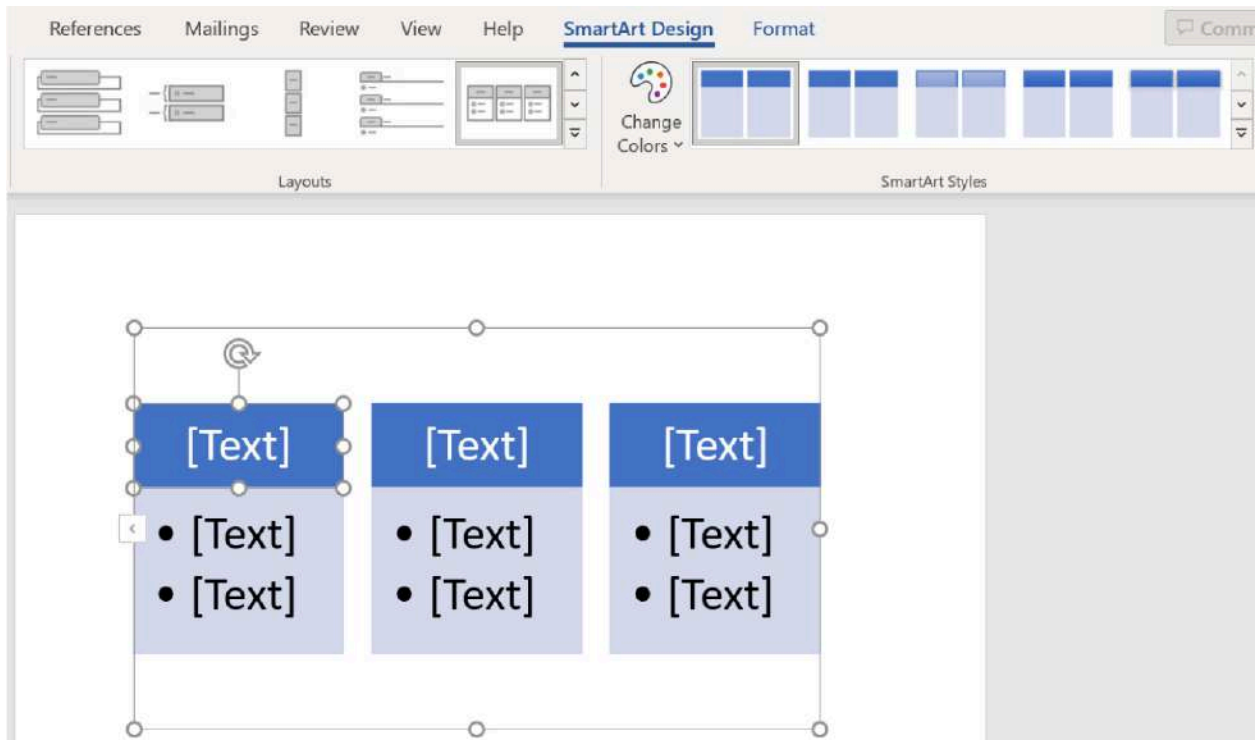 References Mailings Review View Help SmartArt Design Format
Change
Colors
Layouts
SmartArt Styles
[Text] [Text] [Text]
• [Text] • [Text] • [Text]
• [Text] • [Text] • [Text]